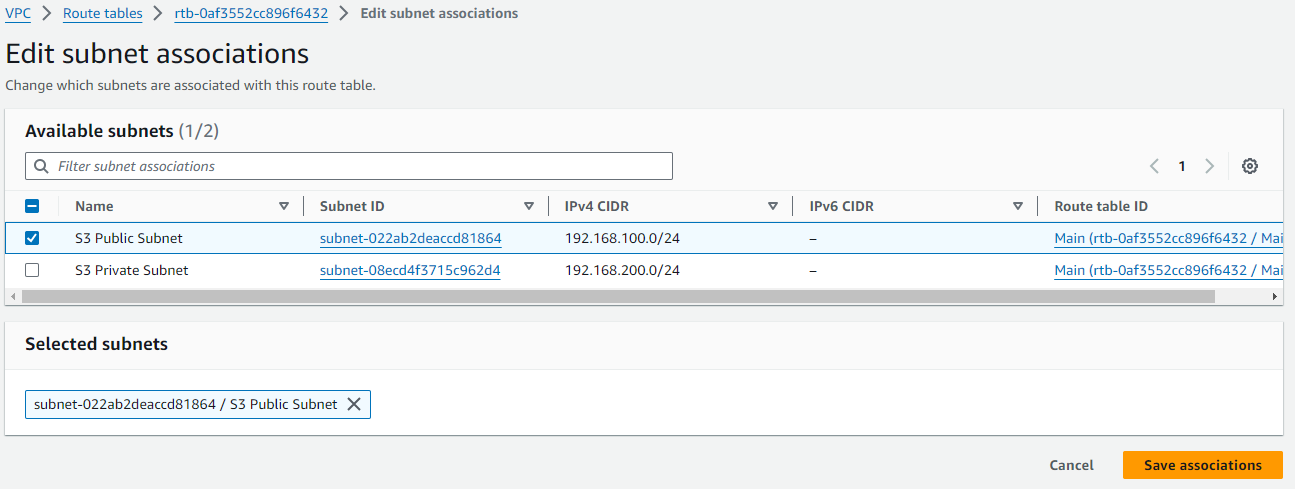 VPC > Route tables > rtb-0af3552cc896f6432 > Edit subnet associations
Edit subnet associations
Change which subnets are associated with this route table.
Available subnets (1/2)
Filter subnet associations
1
Name Subnet ID IPv4 CIDR IPv6 CIDR Route table ID
S3 Public Subnet subnet-022ab2deaccd81864 192.168.100.0/24 – Main (rtb-0af3552cc896f6432 / Mai
S3 Private Subnet subnet-08ecd4f3715c962d4 192.168.200.0/24 – Main (rtb-0af3552cc896f6432 / Mai
Selected subnets
subnet-022ab2deaccd81864 / S3 Public Subnet
Cancel Save associations